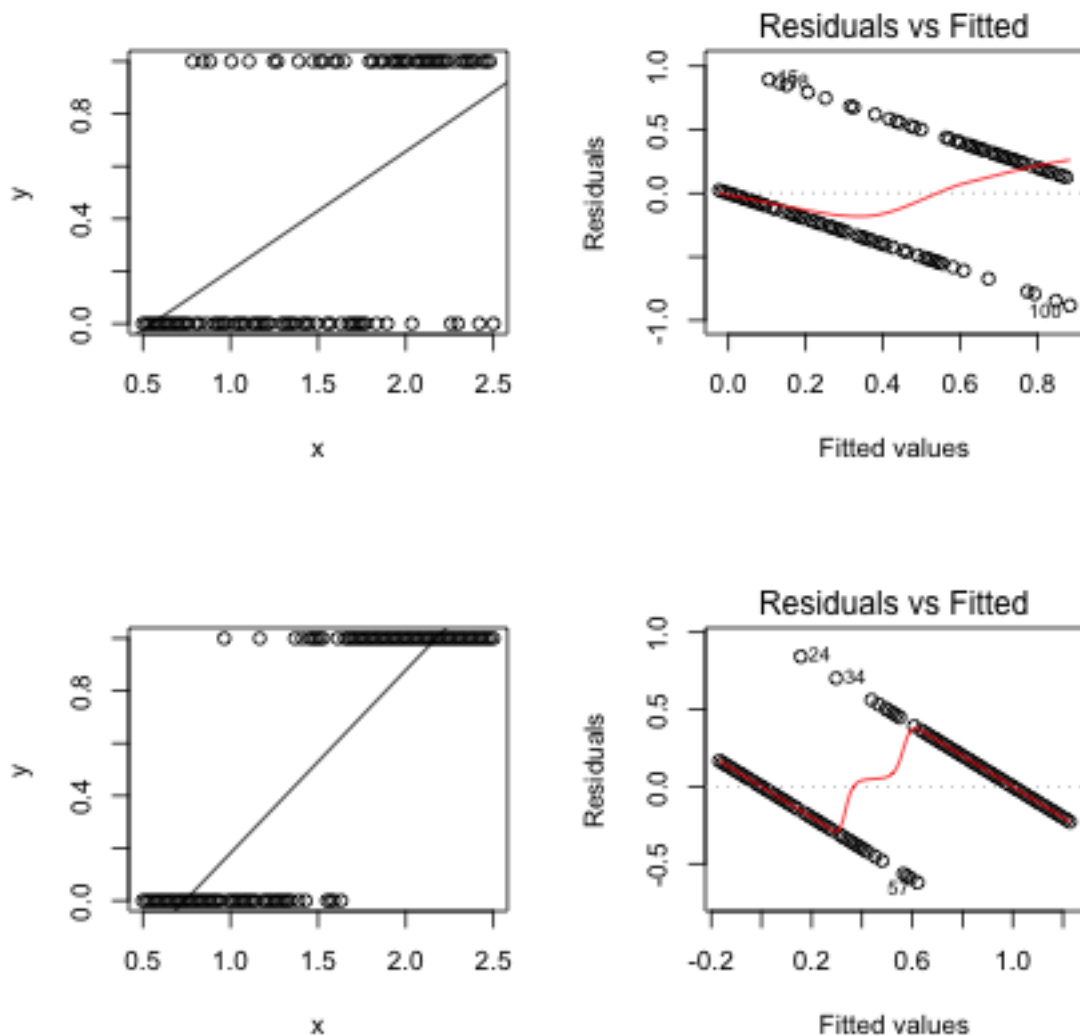 Residuals vs Fitted
y
0.0 0.4 0.8
0.5 1.0 1.5 2.0 2.5
x
Residuals
-1.0 0.0 0.5 1.0
100
0.0 0.2 0.4 0.6 0.8
Fitted values
Residuals vs Fitted
y
0.0 0.4 0.8
0.5 1.0 1.5 2.0 2.5
x
Residuals
-0.5 0.0 0.5 1.0
24
34
57
-0.2 0.2 0.6 1.0
Fitted values